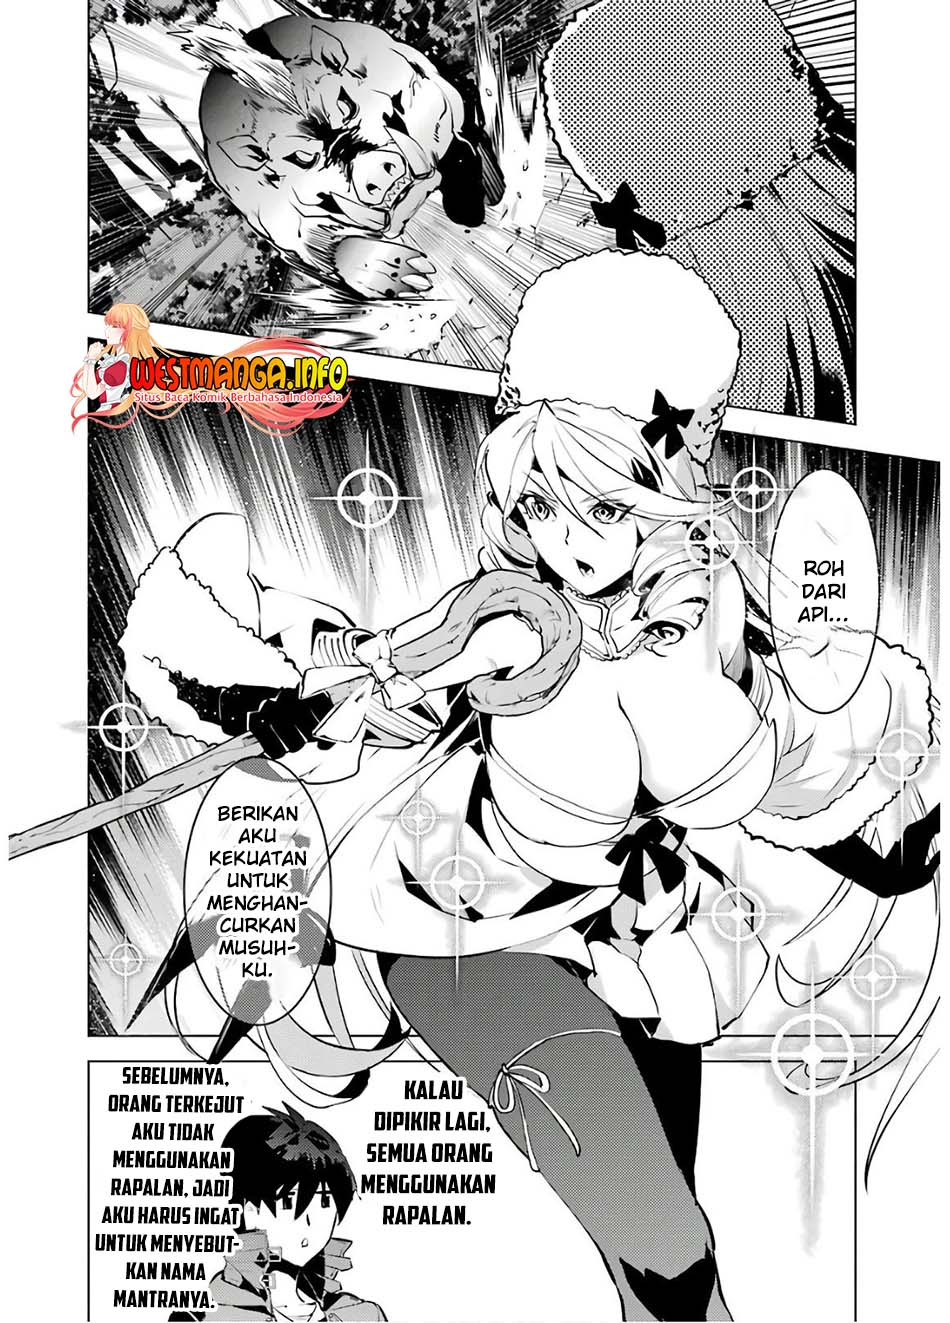 WESTMANGA.INFO
Situs Baca Komik Berbahasa Indonesia
ROH
DARI
API...
BERIKAN
AKU
KEKUATAN
UNTUK
MENGHAN-
CURKAN
MUSUH-
KU.
KALAU
DIPIKIR LAGI,
SEMUA ORANG
MENGGUNAKAN
RAPALAN.
SEBELUMNYA,
ORANG TERKEJUT
AKU TIDAK
MENGGUNAKAN
RAPALAN, JADI
AKU HARUS INGAT
UNTUK MENYEBUT-
KAN NAMA
MANTRANYA.